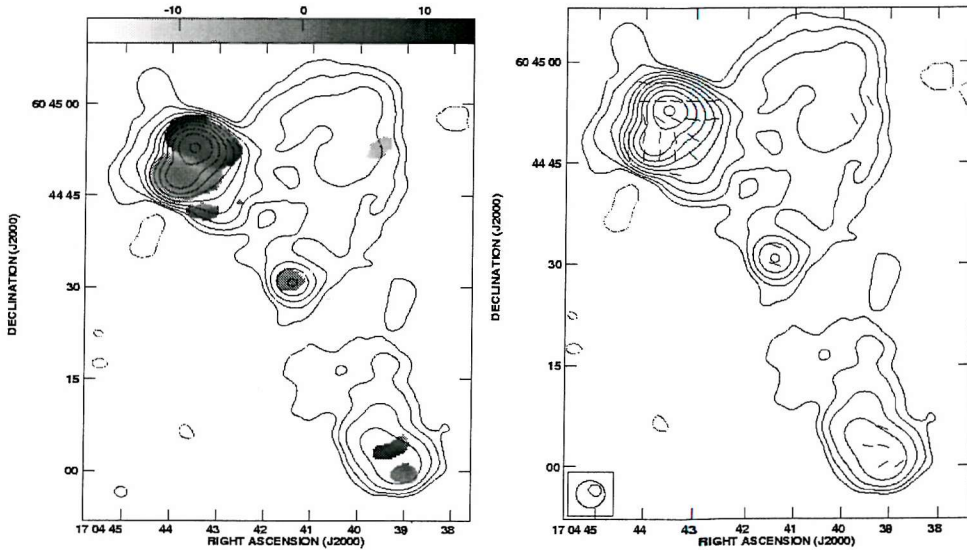 -10 0 10
60 45 00
44 45
30
15
00
DECLINATION (J2000)
17 04 45 44 43 42 41 40 39 38
RIGHT ASCENSION (J2000)
60 45 00
44 45
30
15
00
DECLINATION (J2000)
17 04 45 44 43 42 41 40 39 38
RIGHT ASCENSION (J2000)